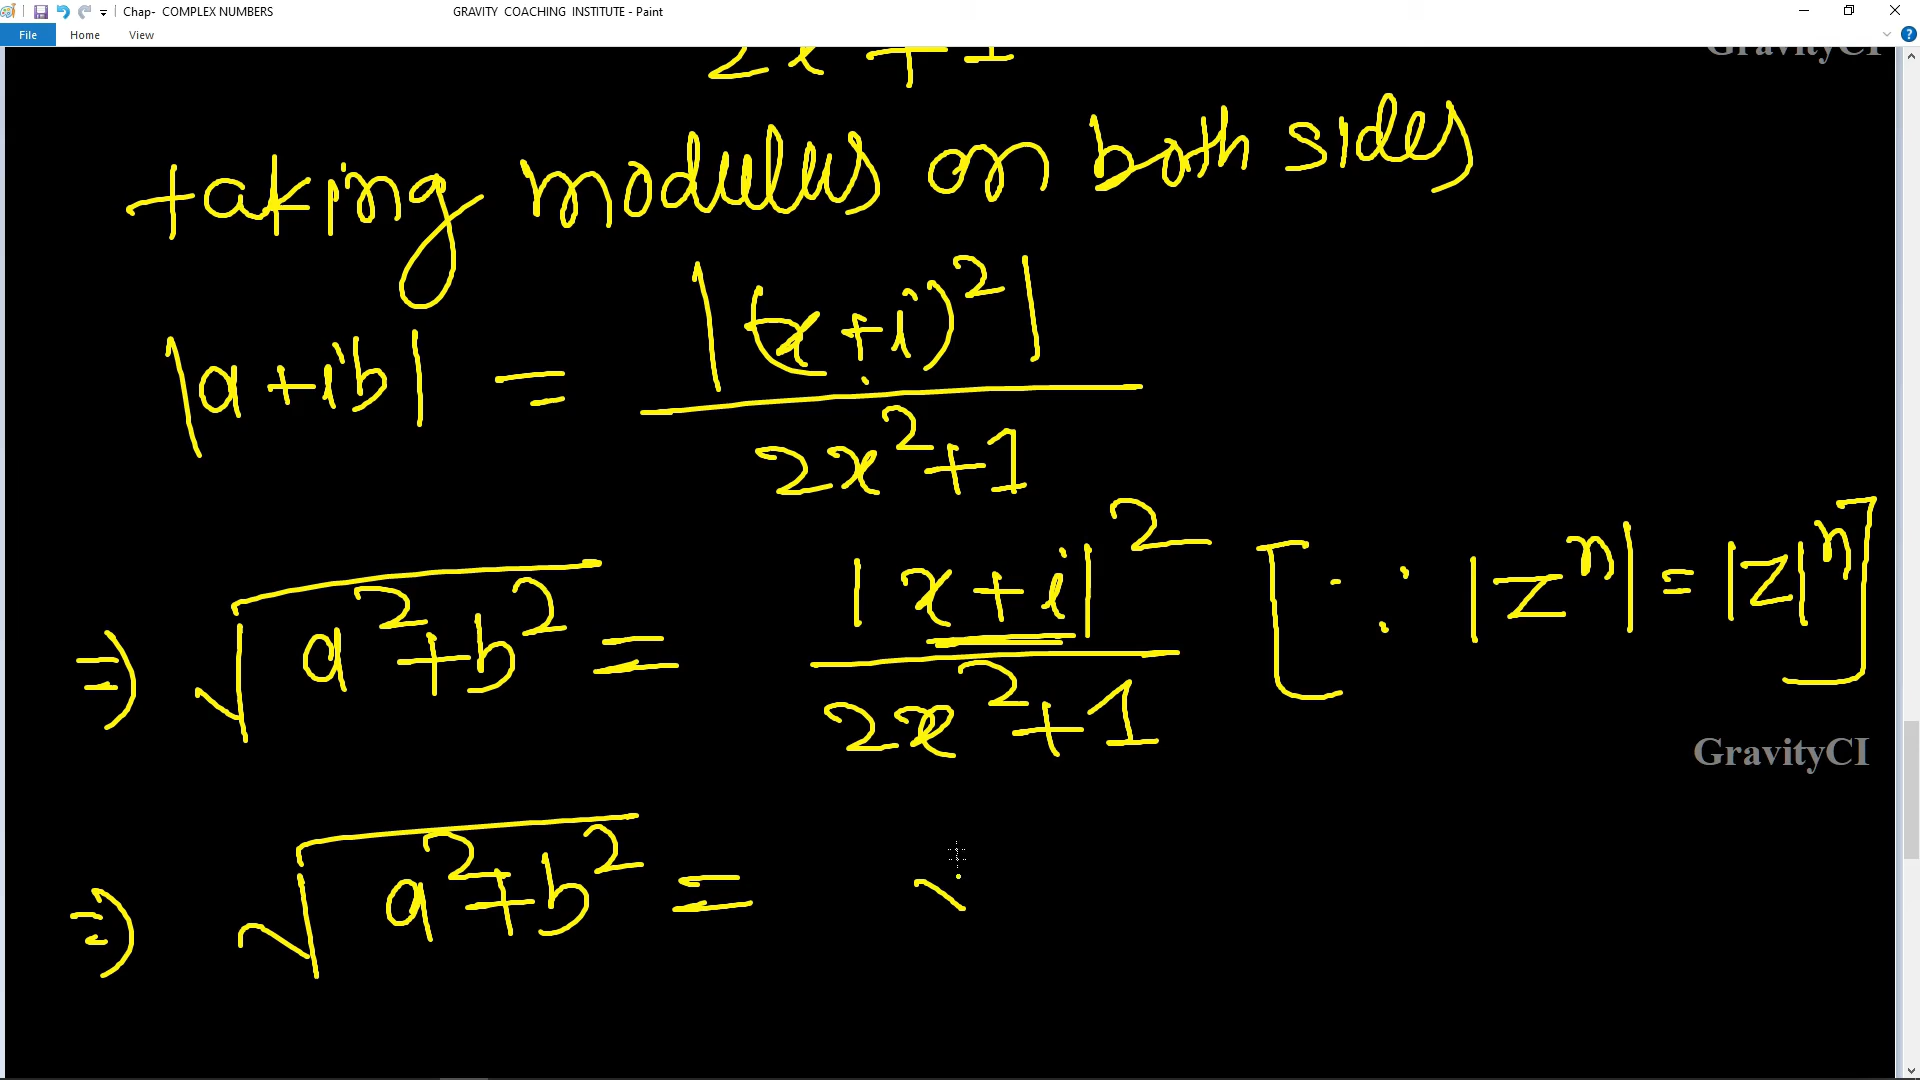 Chap- COMPLEX NUMBERS GRAVITY COACHING INSTITUTE - Paint
File Home View
2x² + 1
GravityCI
taking modulus on both sides
|a+ib| = |(x+i)²| / 2x²+1
⇒ √(a²+b²) = |x+i|² / 2x²+1 [∵ |zⁿ| = |z|ⁿ]
GravityCI
⇒ √(a²+b²) =